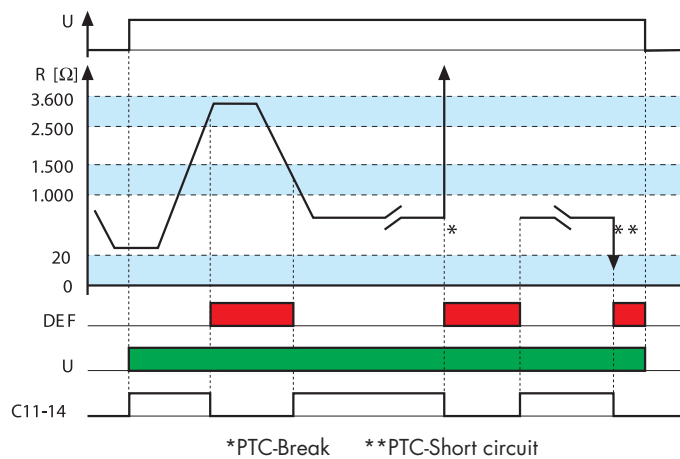 U
R [Ω]
3.600
2.500
1.500
1.000
*
**
20
0
DEF
U
C11-14
*PTC-Break **PTC-Short circuit